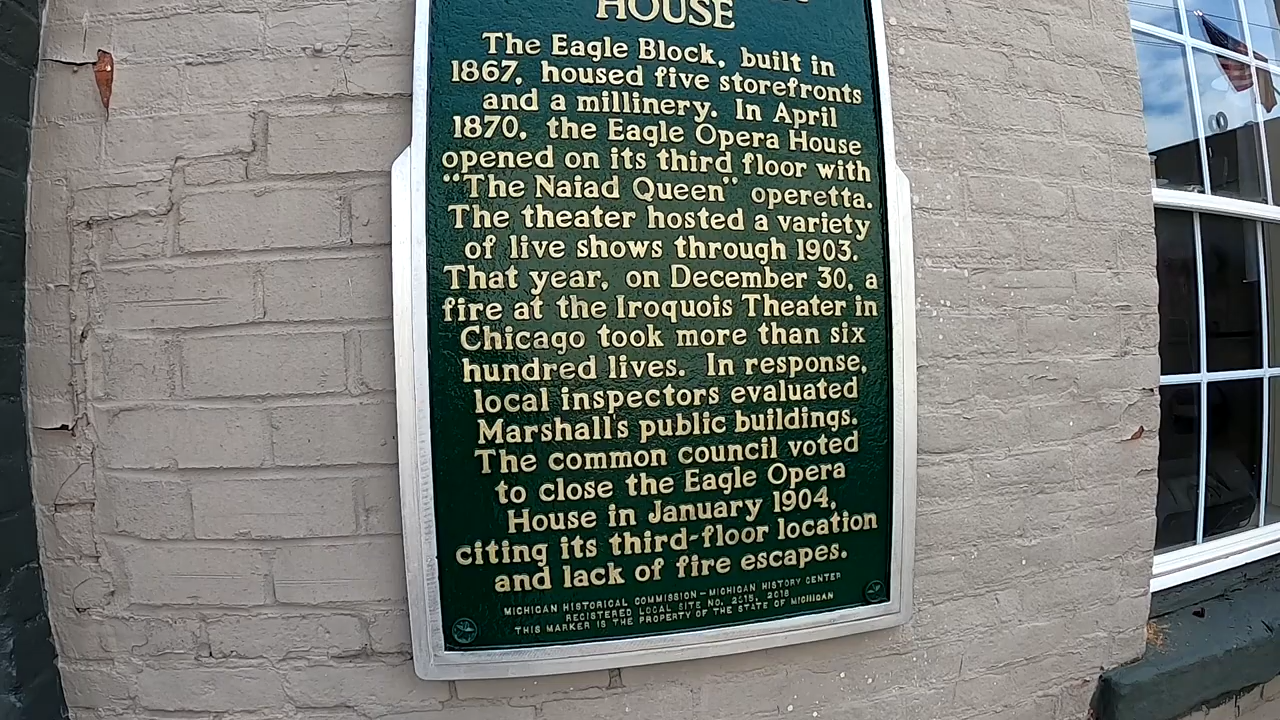 HOUSE
The Eagle Block, built in
1867, housed five storefronts
and a millinery. In April
1870, the Eagle Opera House
opened on its third floor with
"The Naiad Queen" operetta.
The theater hosted a variety
of live shows through 1903.
That year, on December 30, a
fire at the Iroquois Theater in
Chicago took more than six
hundred lives. In response,
local inspectors evaluated
Marshall's public buildings.
The common council voted
to close the Eagle Opera
House in January 1904,
citing its third-floor location
and lack of fire escapes.
MICHIGAN HISTORICAL COMMISSION – MICHIGAN HISTORY CENTER
REGISTERED LOCAL SITE NO. 2315, 2018
THIS MARKER IS THE PROPERTY OF THE STATE OF MICHIGAN